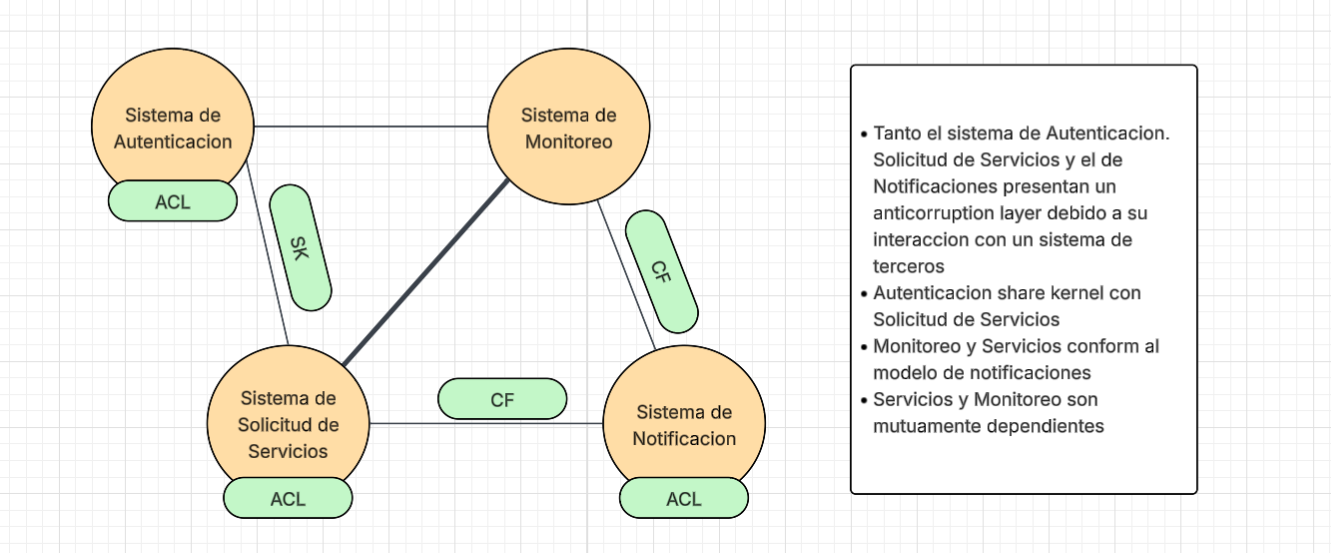 Sistema de
Autenticacion
ACL
Sistema de
Monitoreo
SK
CF
Sistema de
Solicitud de
Servicios
ACL
CF
Sistema de
Notificacion
ACL
• Tanto el sistema de Autenticacion.
Solicitud de Servicios y el de
Notificaciones presentan un
anticorruption layer debido a su
interaccion con un sistema de
terceros
• Autenticacion share kernel con
Solicitud de Servicios
• Monitoreo y Servicios conform al
modelo de notificaciones
• Servicios y Monitoreo son
mutuamente dependientes